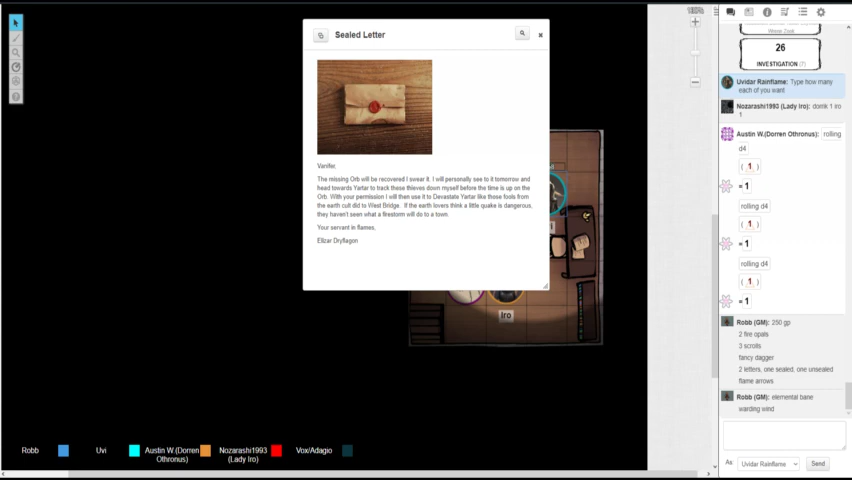 Sealed Letter
Vanifer,
The missing Orb will be recovered I swear it. I will personally see to it tomorrow and
head towards Yartar to track these thieves down myself before the time is up on the
Orb. With your permission I will then use it to Devastate Yartar like those fools from
the earth cult did to West Bridge. If the earth lovers think a little quake is dangerous,
they haven't seen what a firestorm will do to a town.
Your servant in flames,
Elizar Dryflagon
Iro
Robb
Uvi
Austin W.(Dorren
Othronus)
Nozarashi1993
(Lady Iro)
Vox/Adagio
26
INVESTIGATION (7)
Uvidar Rainflame: Type how many
each of you want
Nozarashi1993 (Lady Iro):
1
Austin W.(Dorren Othronus): rolling
d4
( 1 )
= 1
rolling d4
( 1 )
= 1
rolling d4
( 1 )
= 1
Robb (GM): 250 gp
2 fire opals
3 scrolls
fancy dagger
2 letters, one sealed, one unsealed
flame arrows
Robb (GM): elemental bane
warding wind
As:
Uvidar Rainflame
Send